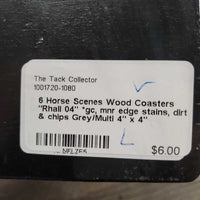 The Tack Collector
1001720-1080
6 Horse Scenes Wood Coasters
"Rhall 04" *gc, mnr edge stains, dirt
& chips Grey/Multi 4" x 4"
$6.00